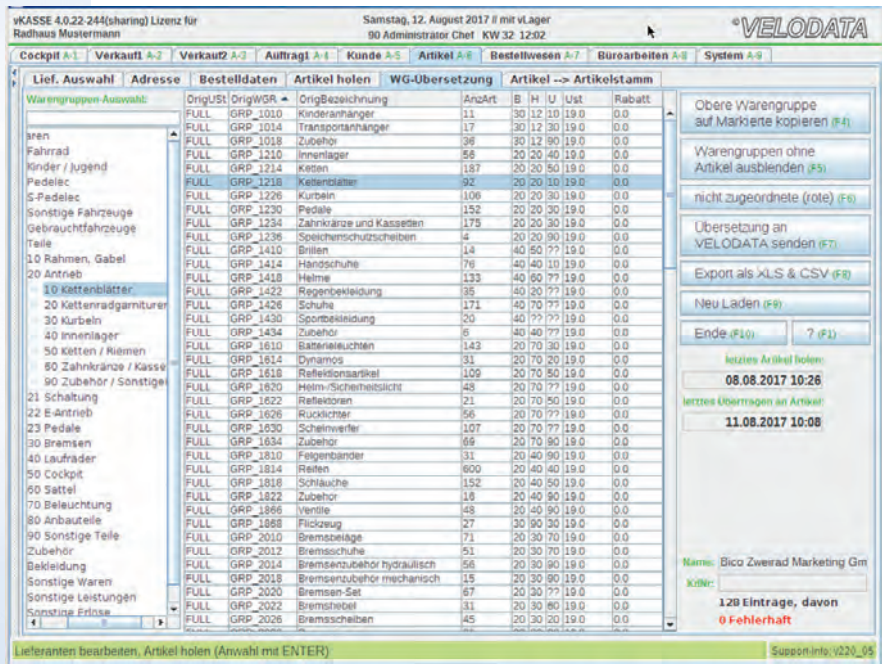 vKASSE 4.0.22-244(sharing) Lizenz für
Radhaus Mustermann
Samstag, 12. August 2017 // mit vLager
90 Administrator Chef KW 32 12:02
©VELODATA
Cockpit A-1 Verkauf1 A-2 Verkauf2 A-3 Auftrag1 A-4 Kunde A-5 Artikel A-6 Bestellwesen A-7 Büroarbeiten A-8 System A-9
Lief. Auswahl Adresse Bestelldaten Artikel holen WG-Übersetzung Artikel --> Artikelstamm
Warengruppen-Auswahl:
aren
Fahrrad
Kinder / Jugend
Pedelec
S-Pedelec
Sonstige Fahrzeuge
Gebrauchtfahrzeuge
Teile
10 Rahmen, Gabel
20 Antrieb
10 Kettenblätter
20 Kettenradgarnituren
30 Kurbeln
40 Innenlager
50 Ketten / Riemen
60 Zahnkränze / Kasse
90 Zubehör / Sonstige
21 Schaltung
22 E-Antrieb
23 Pedale
30 Bremsen
40 Laufräder
50 Cockpit
60 Sattel
70 Beleuchtung
80 Anbauteile
90 Sonstige Teile
Zubehör
Bekleidung
Sonstige Waren
Sonstige Leistungen
Sonstige Erlöse
OrigUSt OrigWGR OrigBezeichnung AnzArt B H U Ust Rabatt
FULL GRP_1010 Kinderanhänger 11 30 12 10 19.0 0.0
FULL GRP_1014 Transportanhänger 17 30 12 30 19.0 0.0
FULL GRP_1018 Zubehör 36 30 12 90 19.0 0.0
FULL GRP_1210 Innenlager 56 20 20 40 19.0 0.0
FULL GRP_1214 Ketten 187 20 20 50 19.0 0.0
FULL GRP_1218 Kettenblätter 92 20 20 10 19.0 0.0
FULL GRP_1226 Kurbeln 106 20 20 30 19.0 0.0
FULL GRP_1230 Pedale 152 20 20 30 19.0 0.0
FULL GRP_1234 Zahnkränze und Kassetten 175 20 20 30 19.0 0.0
FULL GRP_1236 Speichenschutzscheiben 4 20 20 90 19.0 0.0
FULL GRP_1410 Brillen 14 40 50 ?? 19.0 0.0
FULL GRP_1414 Handschuhe 76 40 40 10 19.0 0.0
FULL GRP_1418 Helme 133 40 60 ?? 19.0 0.0
FULL GRP_1422 Regenbekleidung 35 40 20 ?? 19.0 0.0
FULL GRP_1426 Schuhe 171 40 70 ?? 19.0 0.0
FULL GRP_1430 Sportbekleidung 20 40 ?? ?? 19.0 0.0
FULL GRP_1434 Zubehör 6 40 40 ?? 19.0 0.0
FULL GRP_1610 Batterieleuchten 143 20 70 30 19.0 0.0
FULL GRP_1614 Dynamos 31 20 70 20 19.0 0.0
FULL GRP_1618 Reflektionsartikel 109 20 70 50 19.0 0.0
FULL GRP_1620 Helm-/Sicherheitslicht 48 20 70 ?? 19.0 0.0
FULL GRP_1622 Reflektoren 21 20 70 50 19.0 0.0
FULL GRP_1626 Rücklichter 56 20 70 ?? 19.0 0.0
FULL GRP_1630 Scheinwerfer 107 20 70 ?? 19.0 0.0
FULL GRP_1634 Zubehör 69 20 70 90 19.0 0.0
FULL GRP_1810 Felgenbänder 31 20 40 90 19.0 0.0
FULL GRP_1814 Reifen 600 20 40 40 19.0 0.0
FULL GRP_1818 Schläuche 152 20 40 50 19.0 0.0
FULL GRP_1822 Zubehör 16 20 40 90 19.0 0.0
FULL GRP_1866 Ventile 48 20 40 90 19.0 0.0
FULL GRP_1868 Flickzeug 27 30 90 30 19.0 0.0
FULL GRP_2010 Bremsbeläge 71 20 30 70 19.0 0.0
FULL GRP_2012 Bremsschuhe 51 20 30 70 19.0 0.0
FULL GRP_2014 Bremsenzubehör hydraulisch 56 20 30 90 19.0 0.0
FULL GRP_2018 Bremsenzubehör mechanisch 15 20 30 90 19.0 0.0
FULL GRP_2020 Bremsen-Set 67 20 30 ?? 19.0 0.0
FULL GRP_2022 Bremshebel 31 20 30 60 19.0 0.0
FULL GRP_2026 Bremsscheiben 45 20 30 20 19.0 0.0
Obere Warengruppe
auf Markierte kopieren (F4)
Warengruppen ohne
Artikel ausblenden (F5)
nicht zugeordnete (rote) (F6)
Übersetzung an
VELODATA senden (F7)
Export als XLS & CSV (F8)
Neu Laden (F9)
Ende (F10) ? (F1)
letztes Artikel holen:
08.08.2017 10:26
letztes Übertragen an Artikel:
11.08.2017 10:08
Name: Bico Zweirad Marketing Gm
KdNr:
128 Einträge, davon
0 Fehlerhaft
Lieferanten bearbeiten, Artikel holen (Anwahl mit ENTER)
Support-Info: v220_05